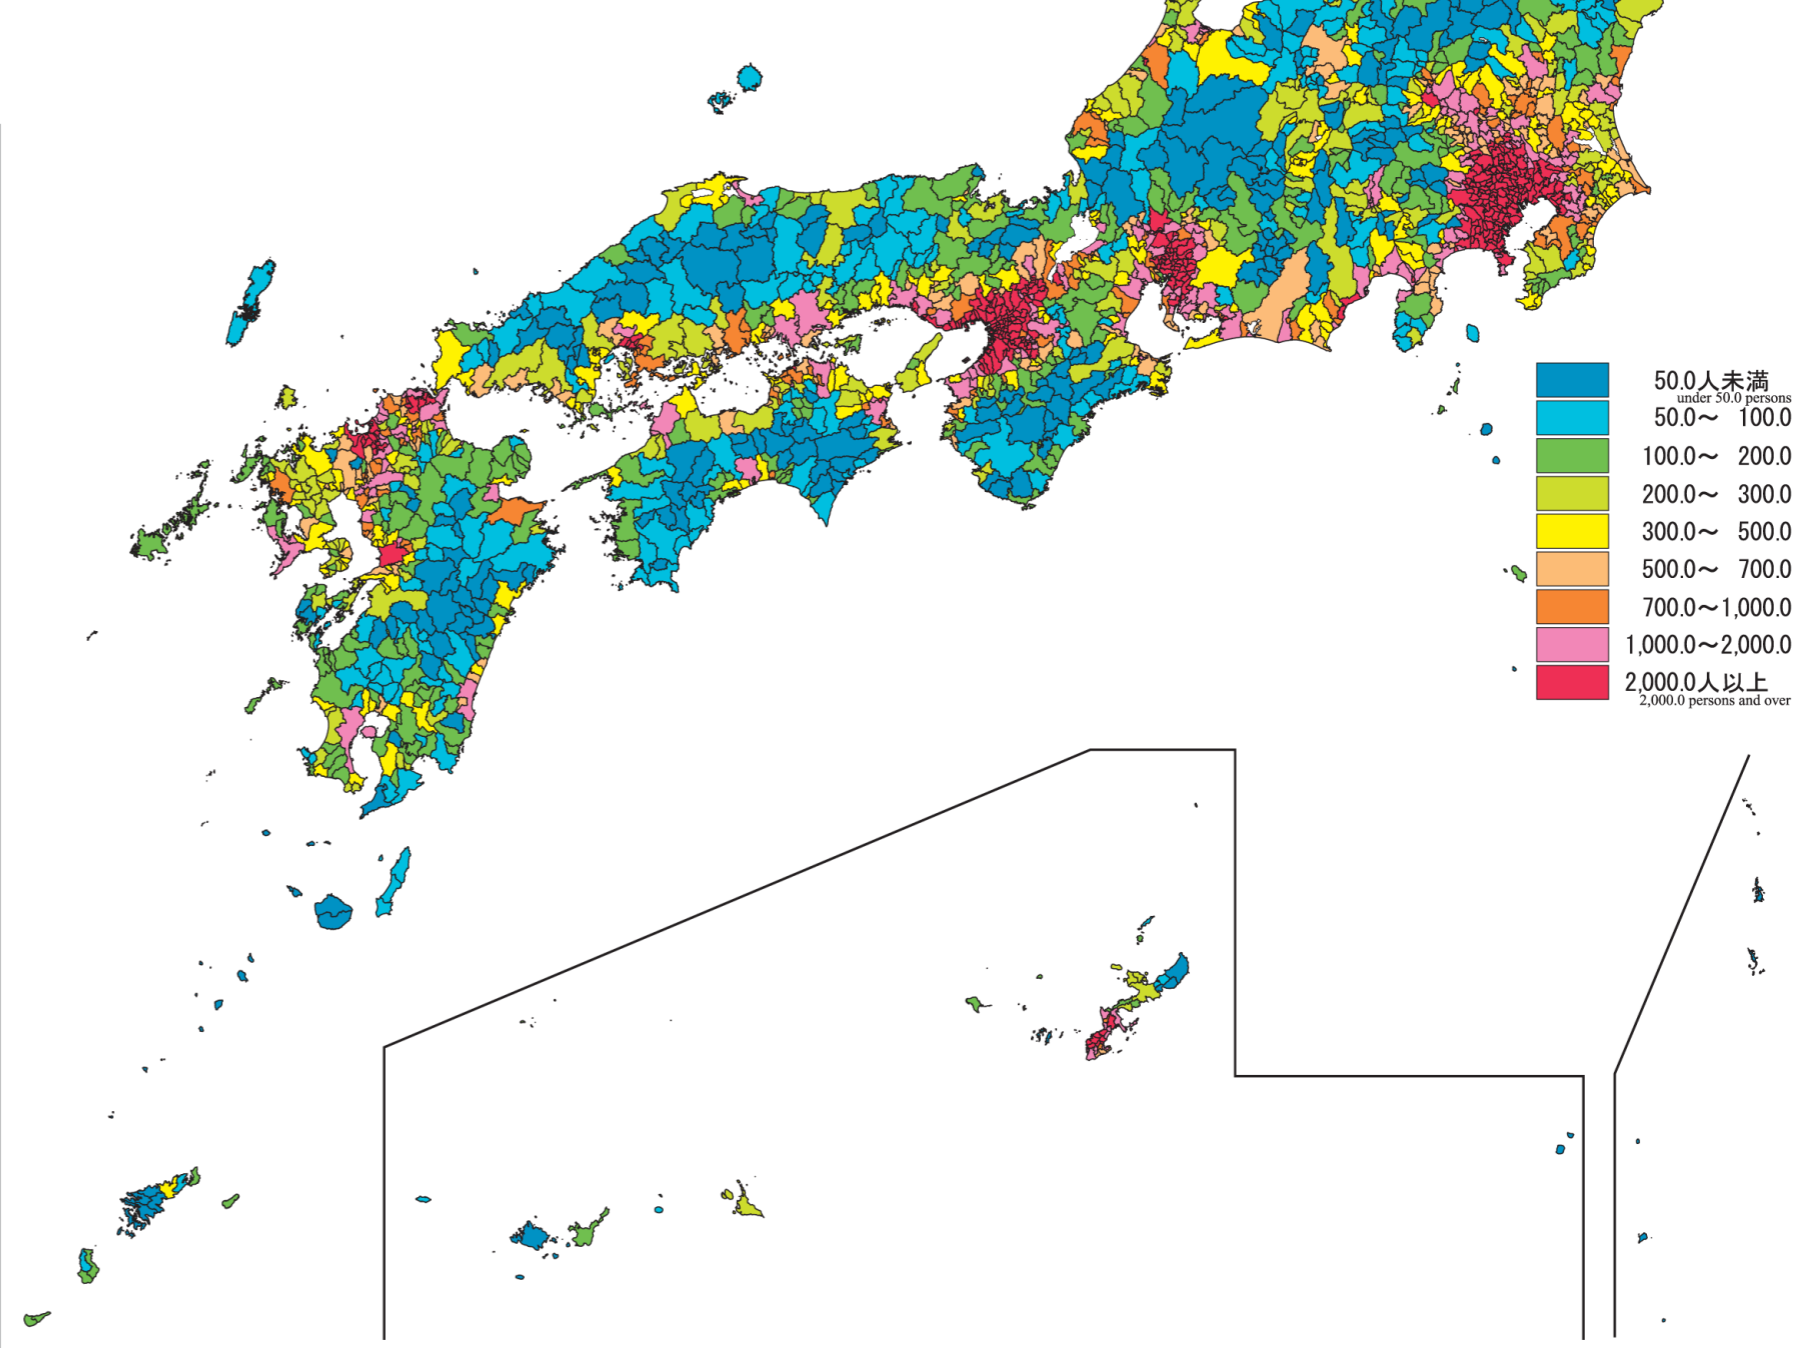 50.0人未満
under 50.0 persons
50.0～ 100.0
100.0～ 200.0
200.0～ 300.0
300.0～ 500.0
500.0～ 700.0
700.0～1,000.0
1,000.0～2,000.0
2,000.0人以上
2,000.0 persons and over